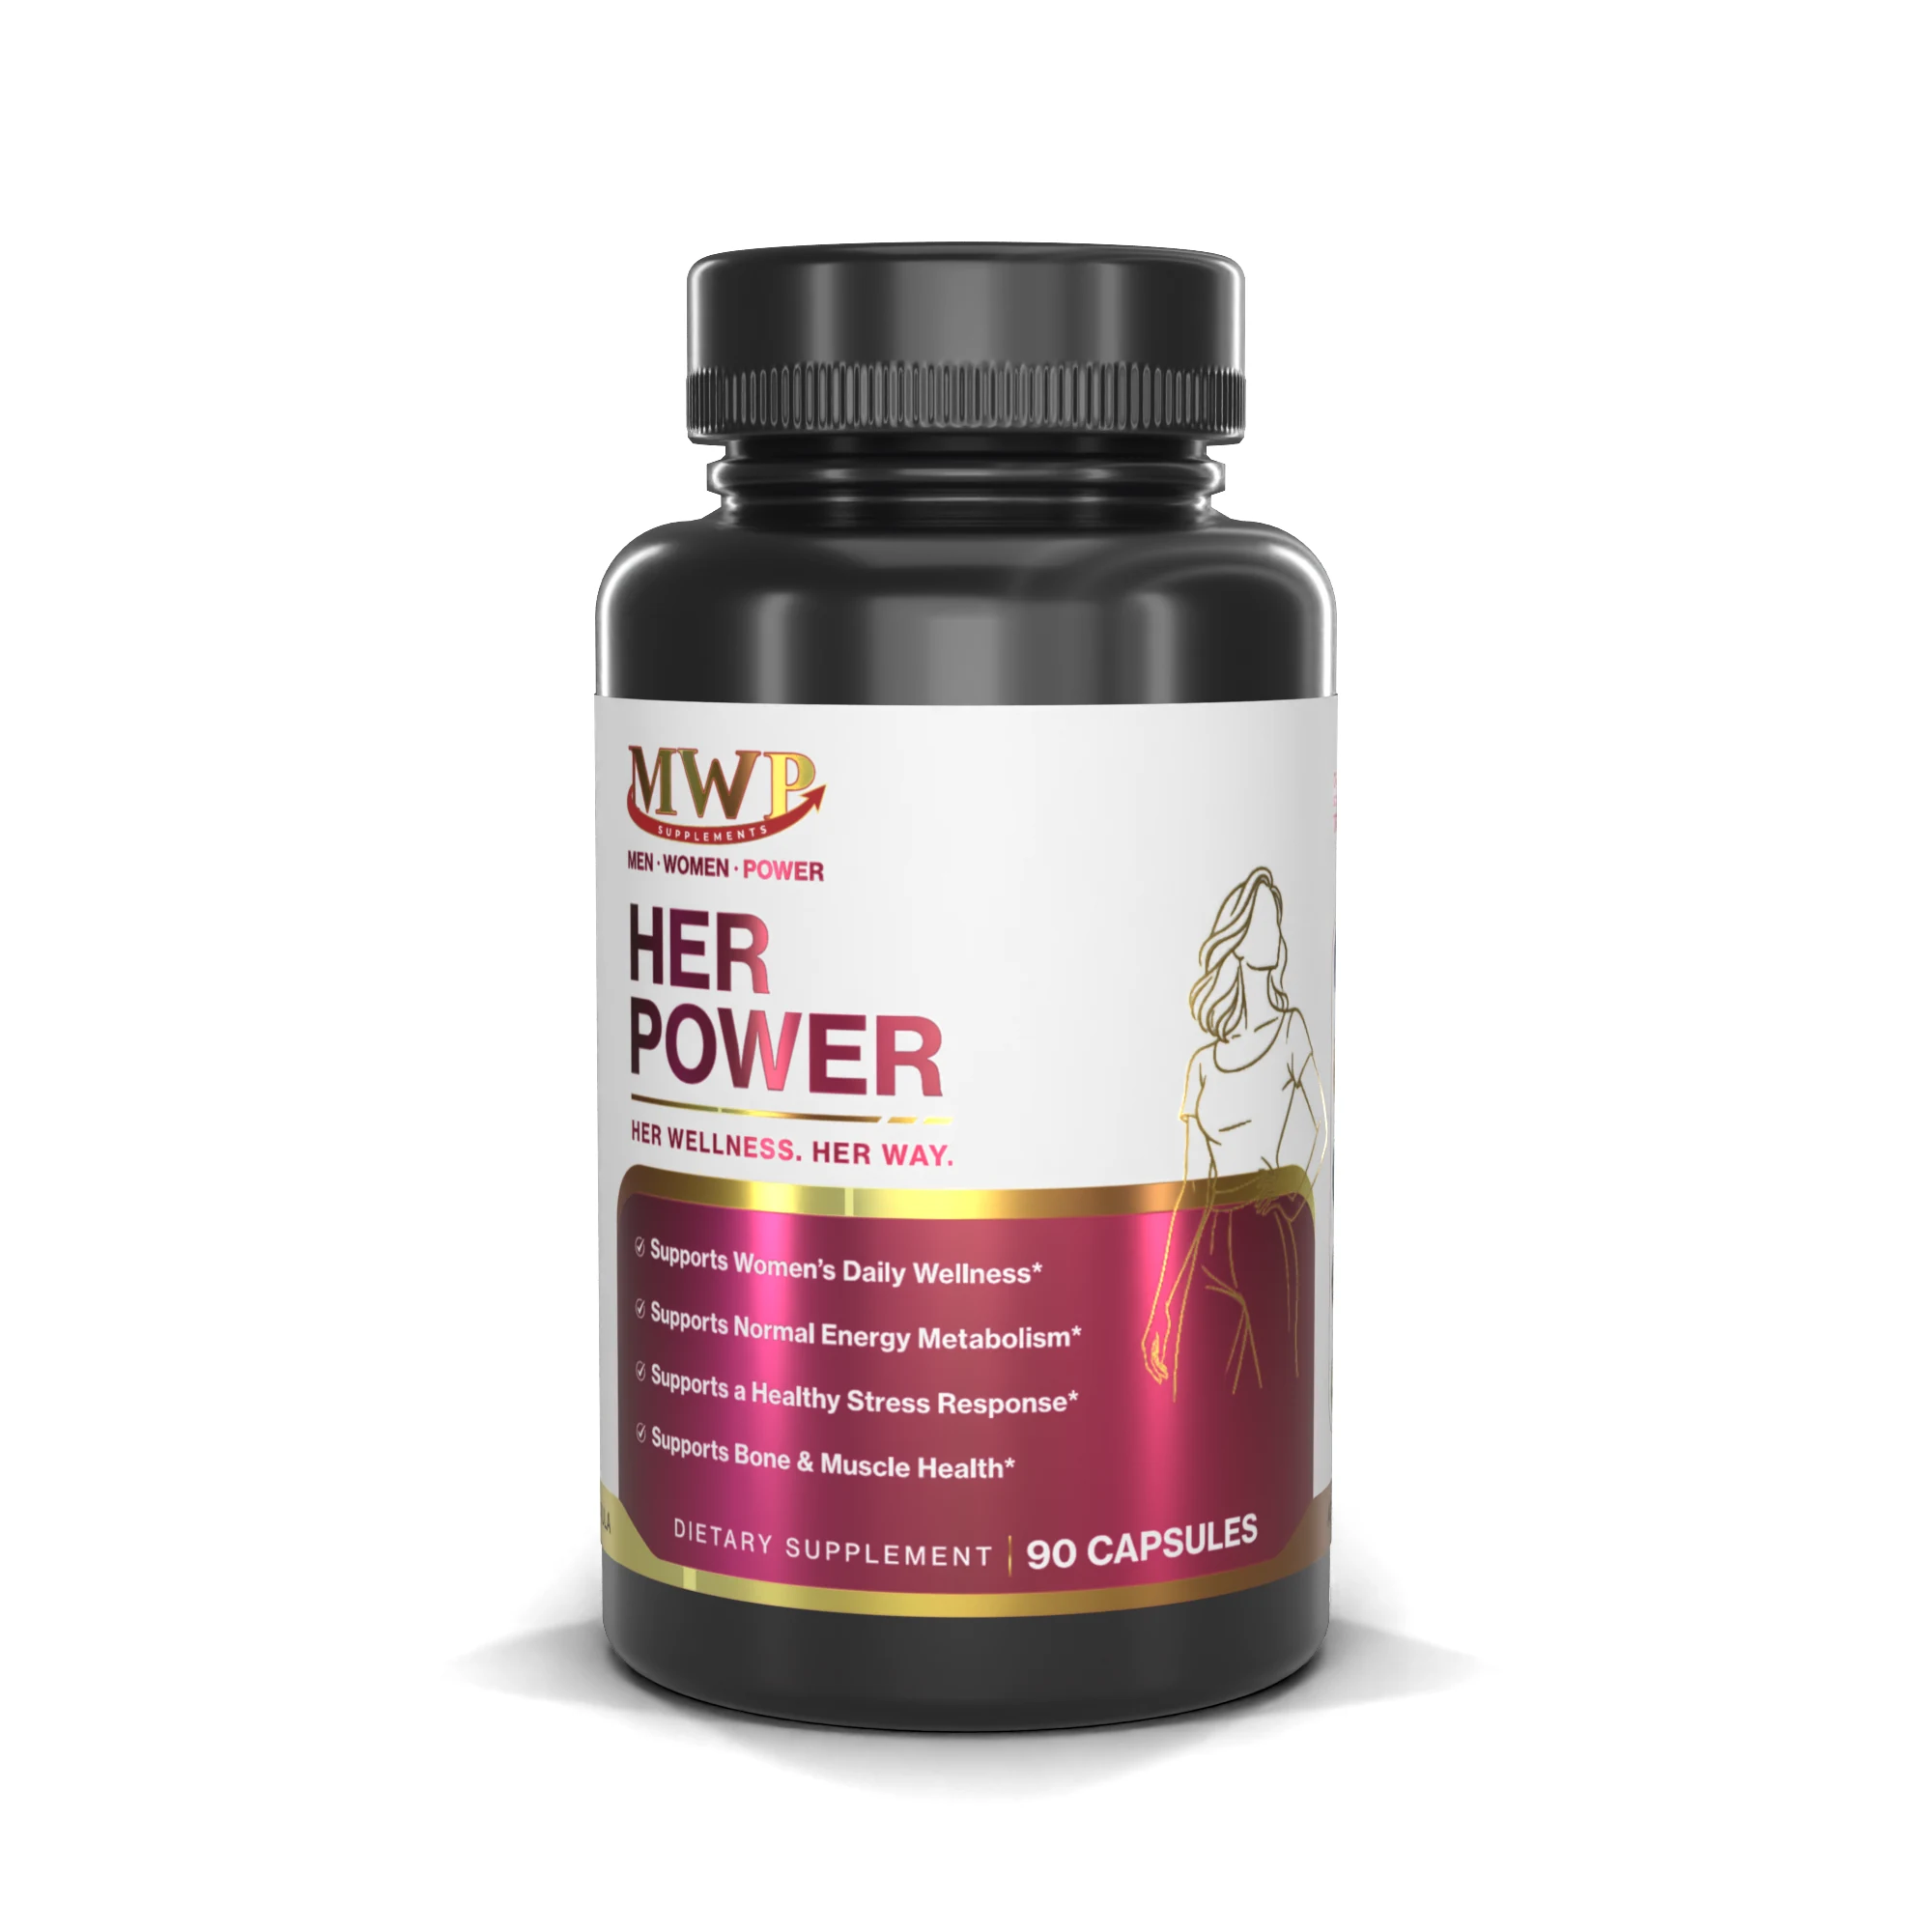 MWP
SUPPLEMENTS
MEN · WOMEN · POWER
HER
POWER
HER WELLNESS. HER WAY.
Supports Women's Daily Wellness*
Supports Normal Energy Metabolism*
Supports a Healthy Stress Response*
Supports Bone & Muscle Health*
DIETARY SUPPLEMENT | 90 CAPSULES